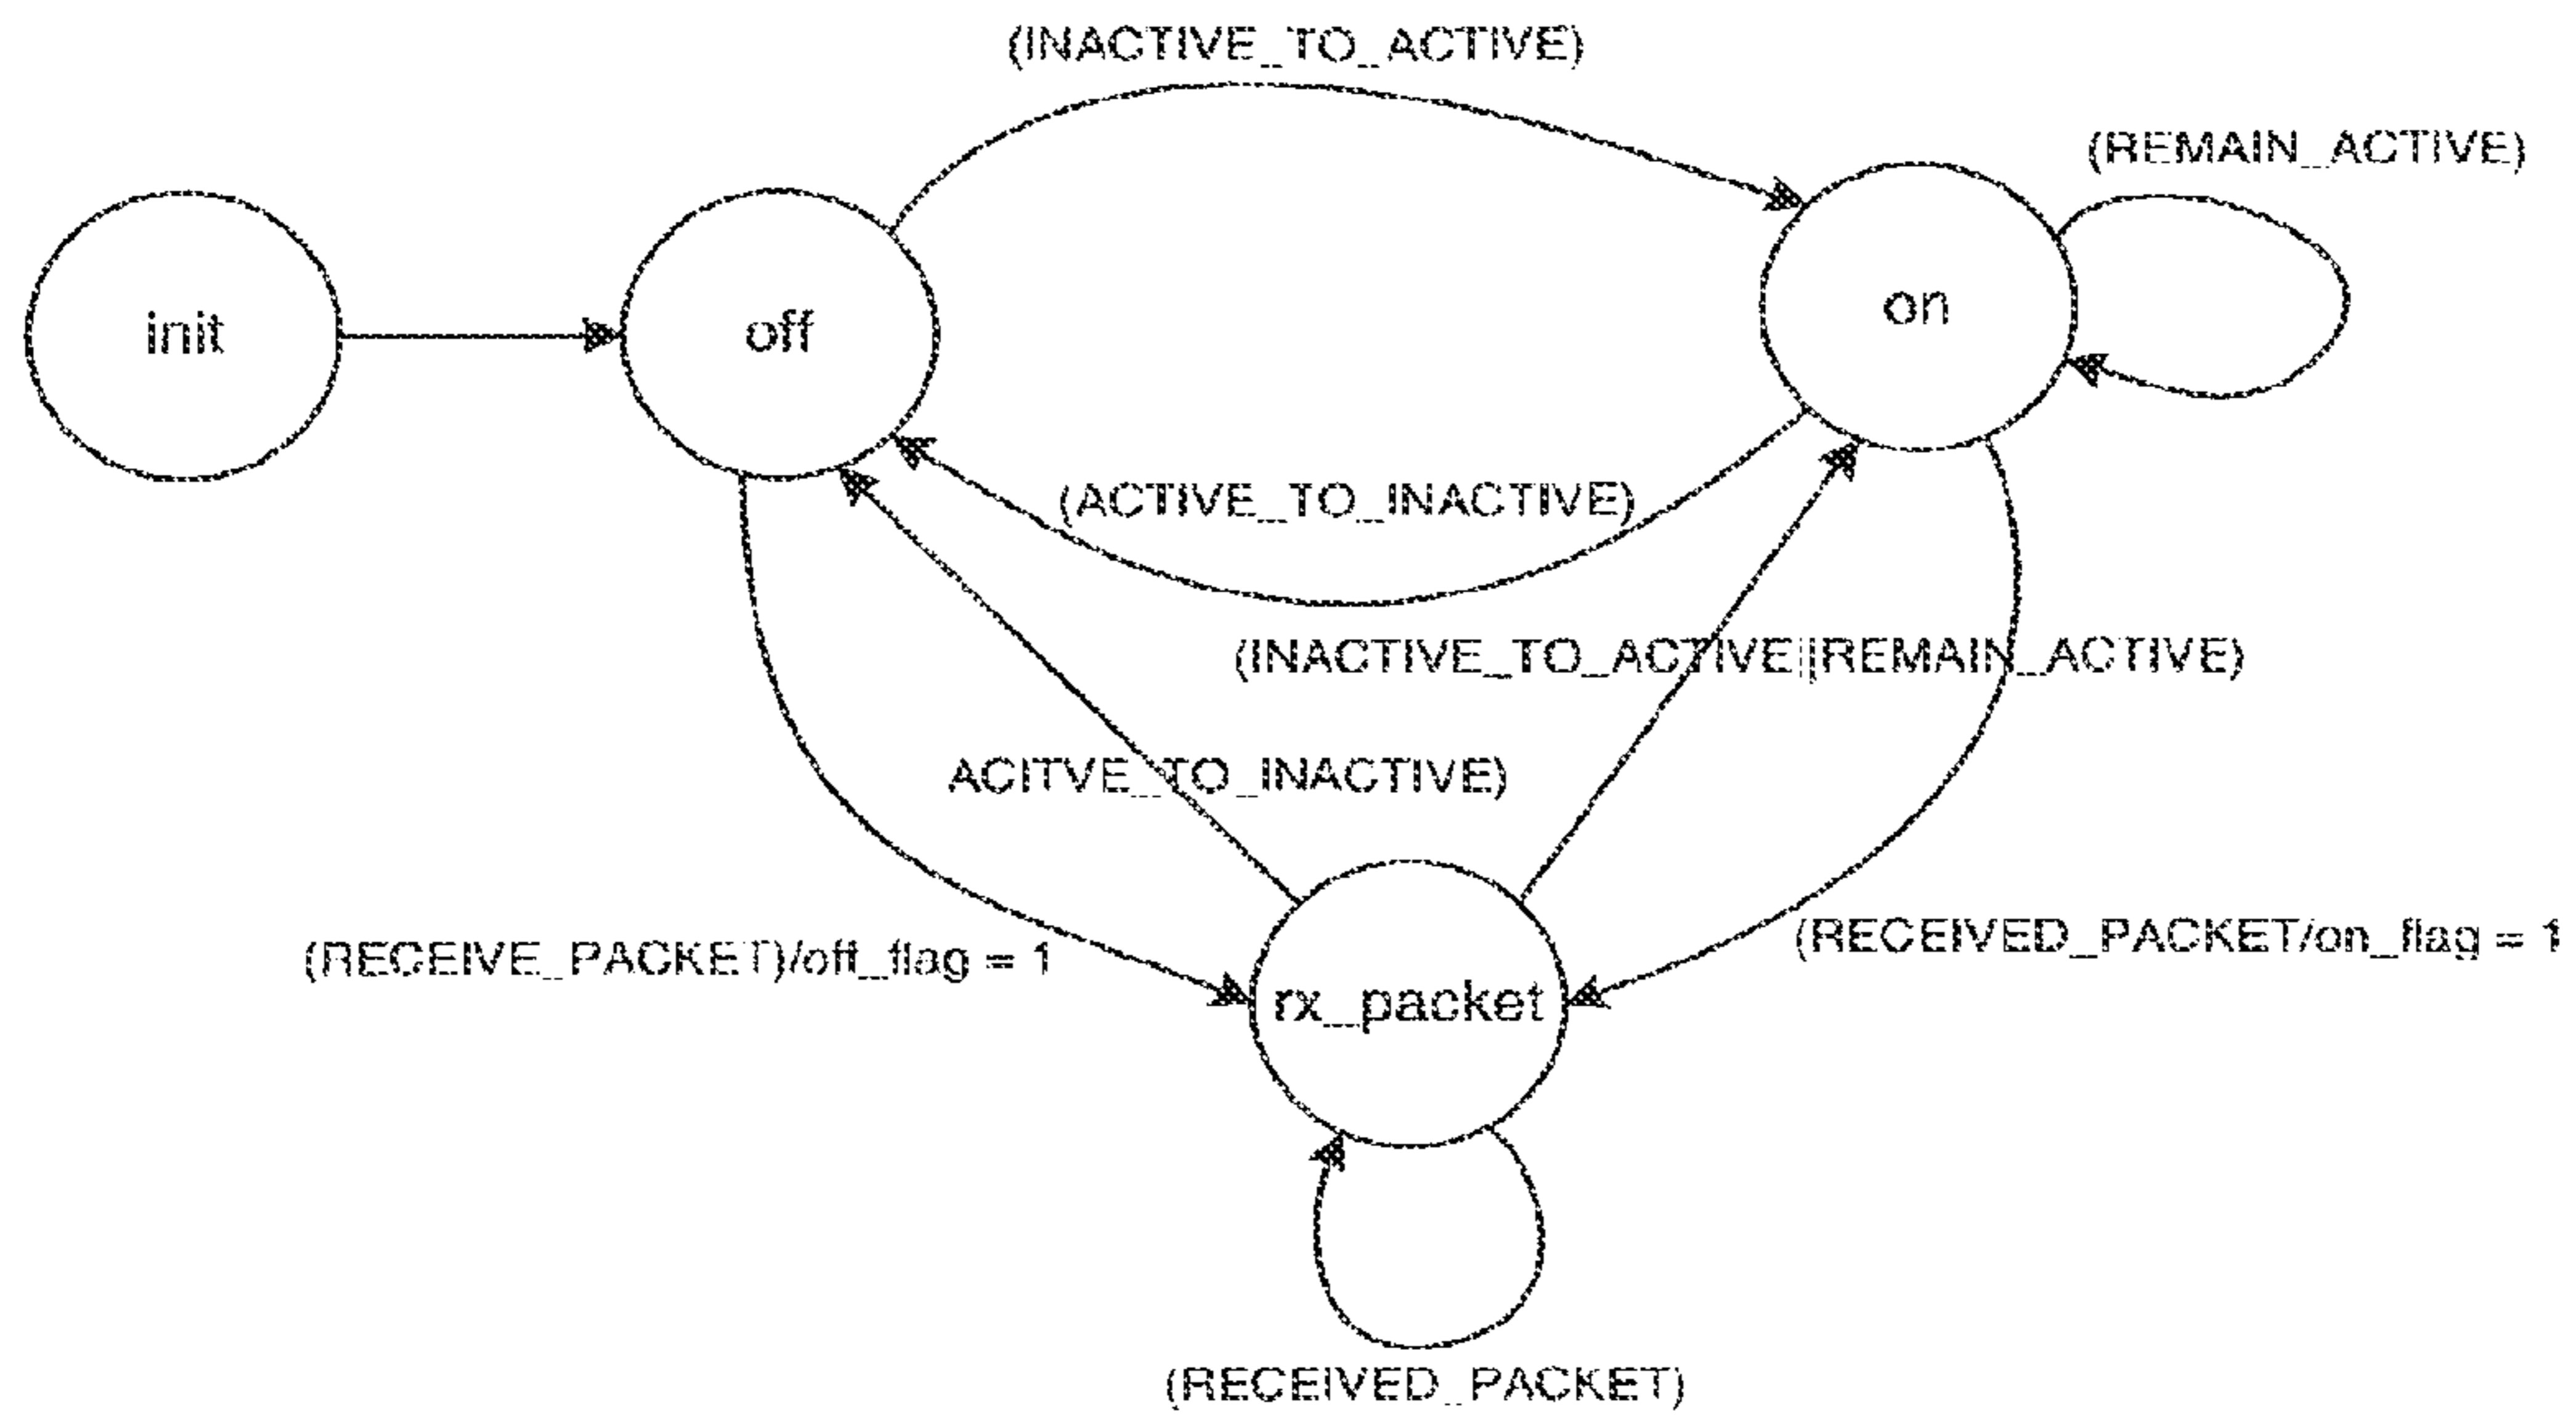 (INACTIVE_TO_ACTIVE)
(REMAIN_ACTIVE)
init
off
on
(ACTIVE_TO_INACTIVE)
(INACTIVE_TO_ACTIVE||REMAIN_ACTIVE)
ACITVE_TO_INACTIVE)
(RECEIVE_PACKET)/off_flag = 1
(RECEIVED_PACKET/on_flag = 1
rx_packet
(RECEIVED_PACKET)